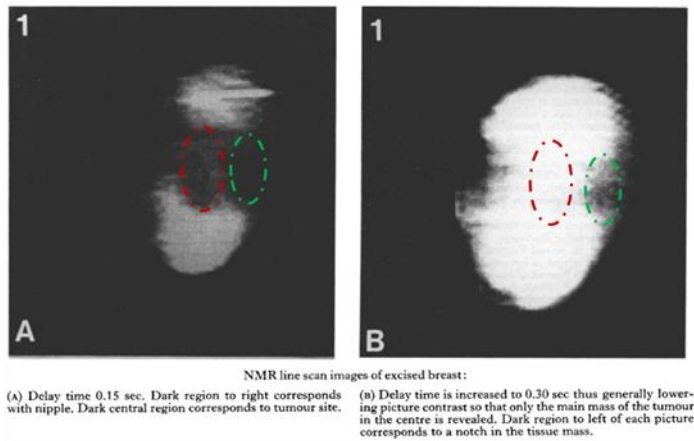 1
A
1
B
NMR line scan images of excised breast:
(A) Delay time 0.15 sec. Dark region to right corresponds
with nipple. Dark central region corresponds to tumour site.
(B) Delay time is increased to 0.30 sec thus generally lower-
ing picture contrast so that only the main mass of the tumour
in the centre is revealed. Dark region to left of each picture
corresponds to a notch in the tissue mass.